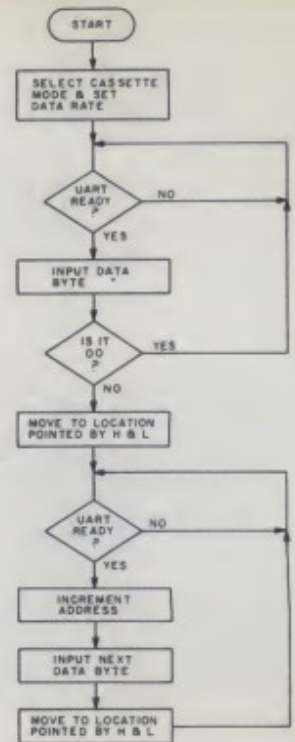 START
SELECT CASSETTE
MODE & SET
DATA RATE
UART
READY
?
NO
YES
INPUT DATA
BYTE
IS IT
00
?
YES
NO
MOVE TO LOCATION
POINTED BY H & L
UART
READY
?
NO
YES
INCREMENT
ADDRESS
INPUT NEXT
DATA BYTE
MOVE TO LOCATION
POINTED BY H & L